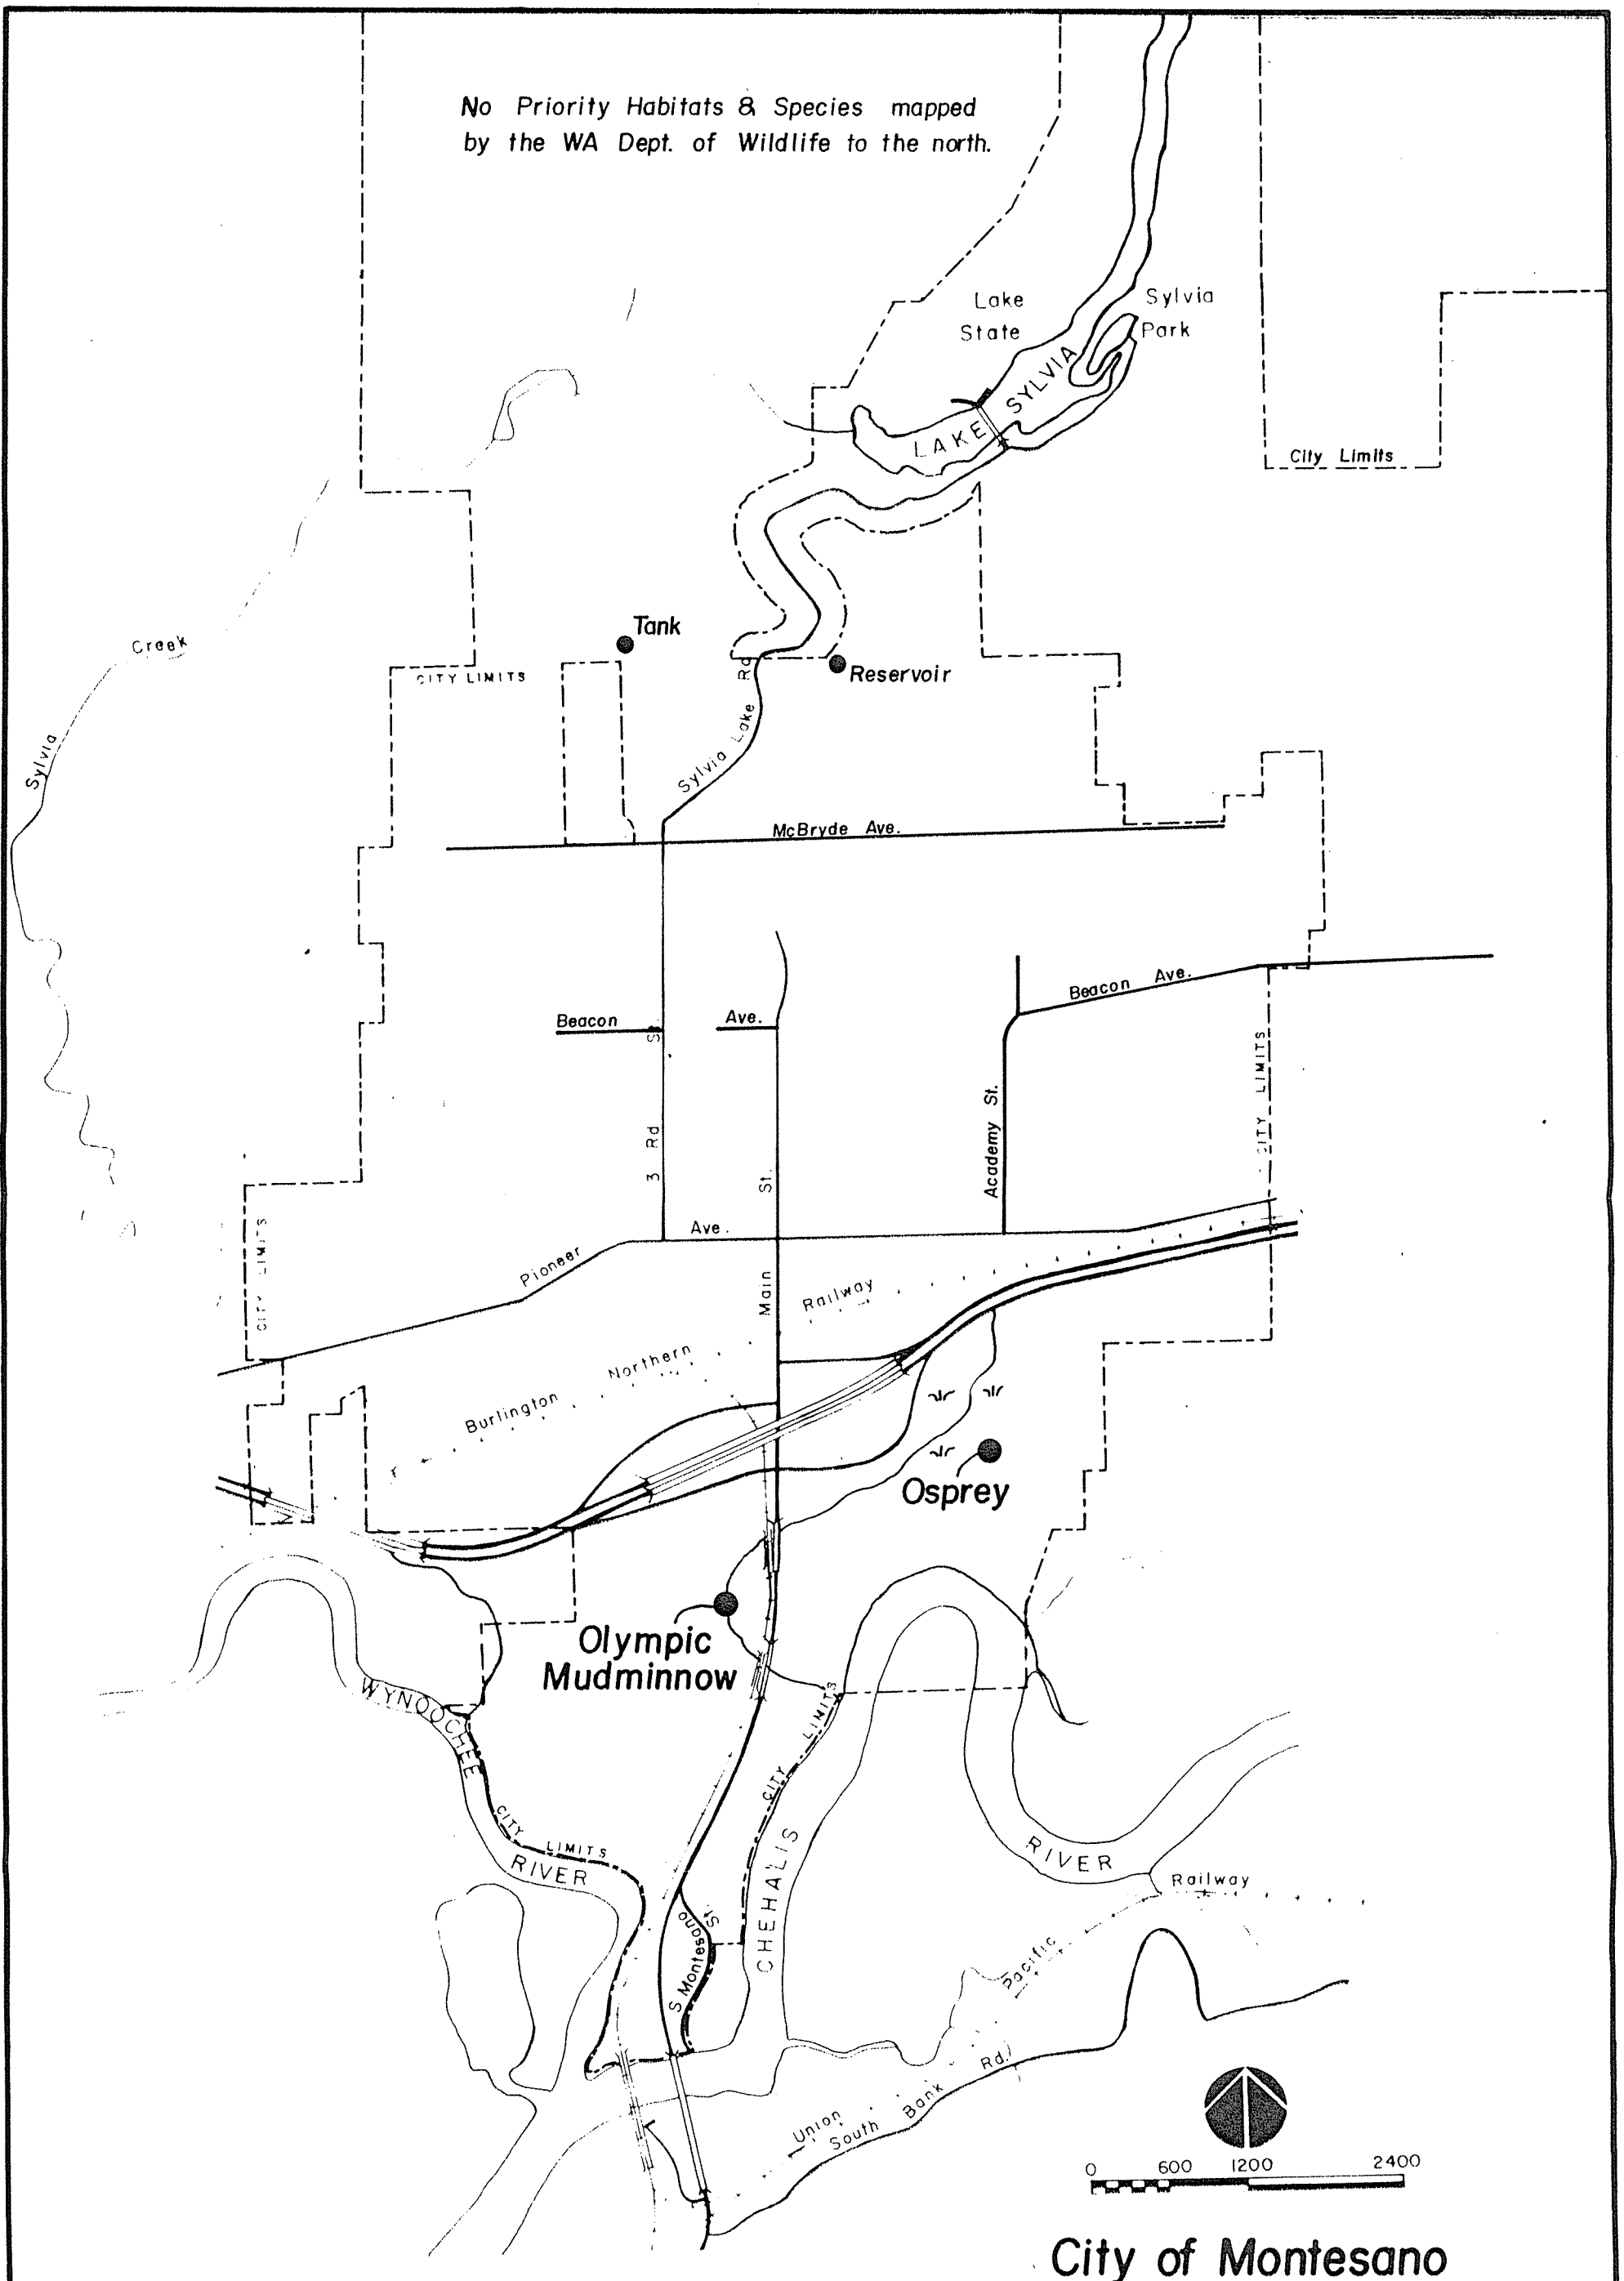 No Priority Habitats & Species mapped
by the WA Dept. of Wildlife to the north.
Lake Sylvia
State Park
LAKE SYLVIA
City Limits
Creek
Sylvia
Tank
CITY LIMITS
Reservoir
Sylvia Lake Rd
McBryde Ave.
Beacon Ave.
Beacon Ave.
3 Rd St.
Academy St.
CITY LIMITS
Main St.
Pioneer Ave.
CITY LIMITS
Burlington Northern Railway
Osprey
Olympic
Mudminnow
WYNOOCHEE
RIVER
CITY LIMITS
CITY LIMITS
CHEHALIS
RIVER
S Montesano St.
Union Pacific Railway
South Bank Rd.
0 600 1200 2400
City of Montesano